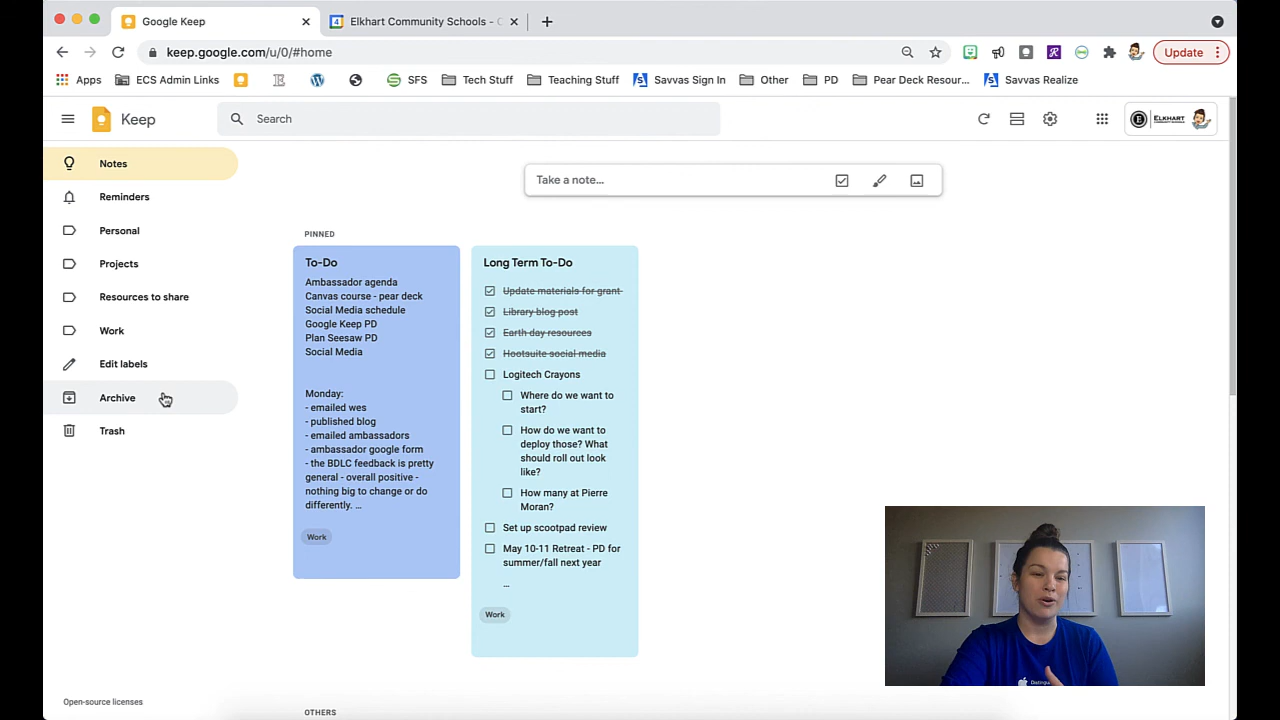 Google Keep
Elkhart Community Schools - C
keep.google.com/u/0/#home
Update
Apps
ECS Admin Links
SFS
Tech Stuff
Teaching Stuff
Savvas Sign In
Other
PD
Pear Deck Resour...
Savvas Realize
Keep
Search
ELKHART
COMMUNITY SCHOOLS
Notes
Reminders
Personal
Projects
Resources to share
Work
Edit labels
Archive
Trash
Open-source licenses
Take a note...
PINNED
To-Do
Ambassador agenda
Canvas course - pear deck
Social Media schedule
Google Keep PD
Plan Seesaw PD
Social Media
Monday:
- emailed wes
- published blog
- emailed ambassadors
- ambassador google form
- the BDLC feedback is pretty
general - overall positive -
nothing big to change or do
differently. ...
Work
Long Term To-Do
Update materials for grant
Library blog post
Earth day resources
Hootsuite social media
Logitech Crayons
Where do we want to
start?
How do we want to
deploy those? What
should roll out look
like?
How many at Pierre
Moran?
Set up scootpad review
May 10-11 Retreat - PD for
summer/fall next year
...
Work
OTHERS